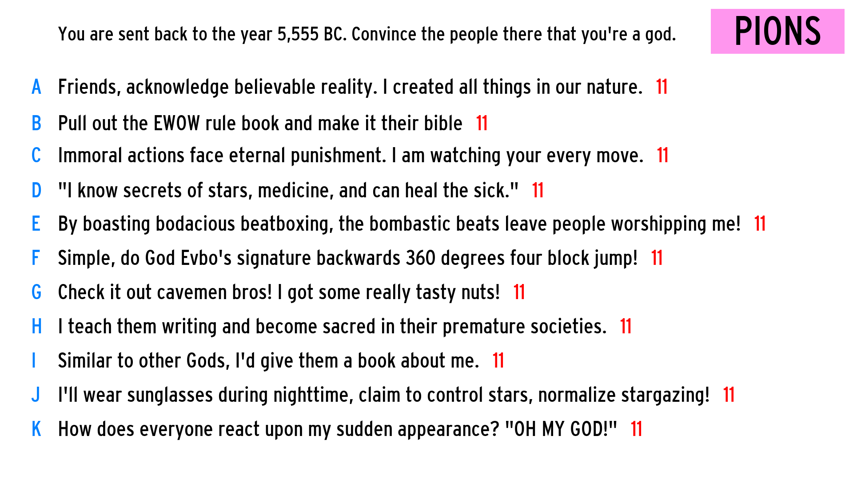 You are sent back to the year 5,555 BC. Convince the people there that you're a god.
PIONS
A Friends, acknowledge believable reality. I created all things in our nature. 11
B Pull out the EWOW rule book and make it their bible 11
C Immoral actions face eternal punishment. I am watching your every move. 11
D "I know secrets of stars, medicine, and can heal the sick." 11
E By boasting bodacious beatboxing, the bombastic beats leave people worshipping me! 11
F Simple, do God Evbo's signature backwards 360 degrees four block jump! 11
G Check it out cavemen bros! I got some really tasty nuts! 11
H I teach them writing and become sacred in their premature societies. 11
I Similar to other Gods, I'd give them a book about me. 11
J I'll wear sunglasses during nighttime, claim to control stars, normalize stargazing! 11
K How does everyone react upon my sudden appearance? "OH MY GOD!" 11